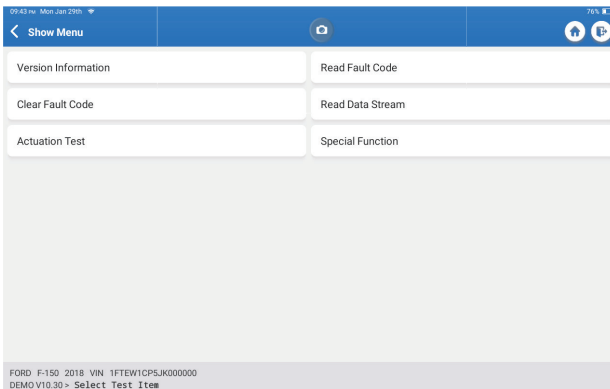 09:43 PM Mon Jan 29th 76%
Show Menu
Version Information Read Fault Code
Clear Fault Code Read Data Stream
Actuation Test Special Function
FORD F-150 2018 VIN 1FTEW1CP5JK000000
DEMO V10.30 > Select Test Item